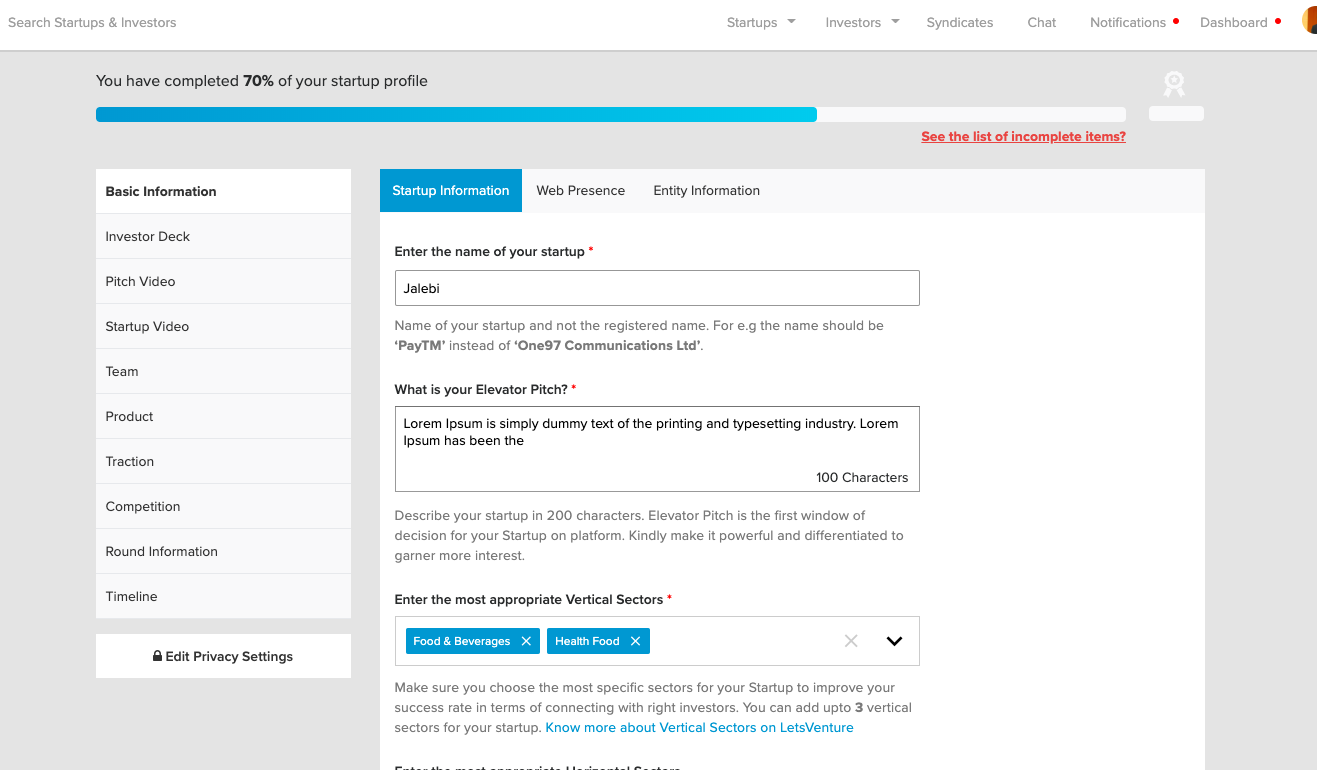 Search Startups & Investors
Startups
Investors
Syndicates
Chat
Notifications
Dashboard
You have completed 70% of your startup profile
See the list of incomplete items?
Basic Information
Investor Deck
Pitch Video
Startup Video
Team
Product
Traction
Competition
Round Information
Timeline
Edit Privacy Settings
Startup Information
Web Presence
Entity Information
Enter the name of your startup *
Jalebi
Name of your startup and not the registered name. For e.g the name should be
‘PayTM’ instead of ‘One97 Communications Ltd’.
What is your Elevator Pitch? *
Lorem Ipsum is simply dummy text of the printing and typesetting industry. Lorem
Ipsum has been the
100 Characters
Describe your startup in 200 characters. Elevator Pitch is the first window of
decision for your Startup on platform. Kindly make it powerful and differentiated to
garner more interest.
Enter the most appropriate Vertical Sectors *
Food & Beverages
Health Food
Make sure you choose the most specific sectors for your Startup to improve your
success rate in terms of connecting with right investors. You can add upto 3 vertical
sectors for your startup. Know more about Vertical Sectors on LetsVenture
Enter the most appropriate Horizontal Sectors